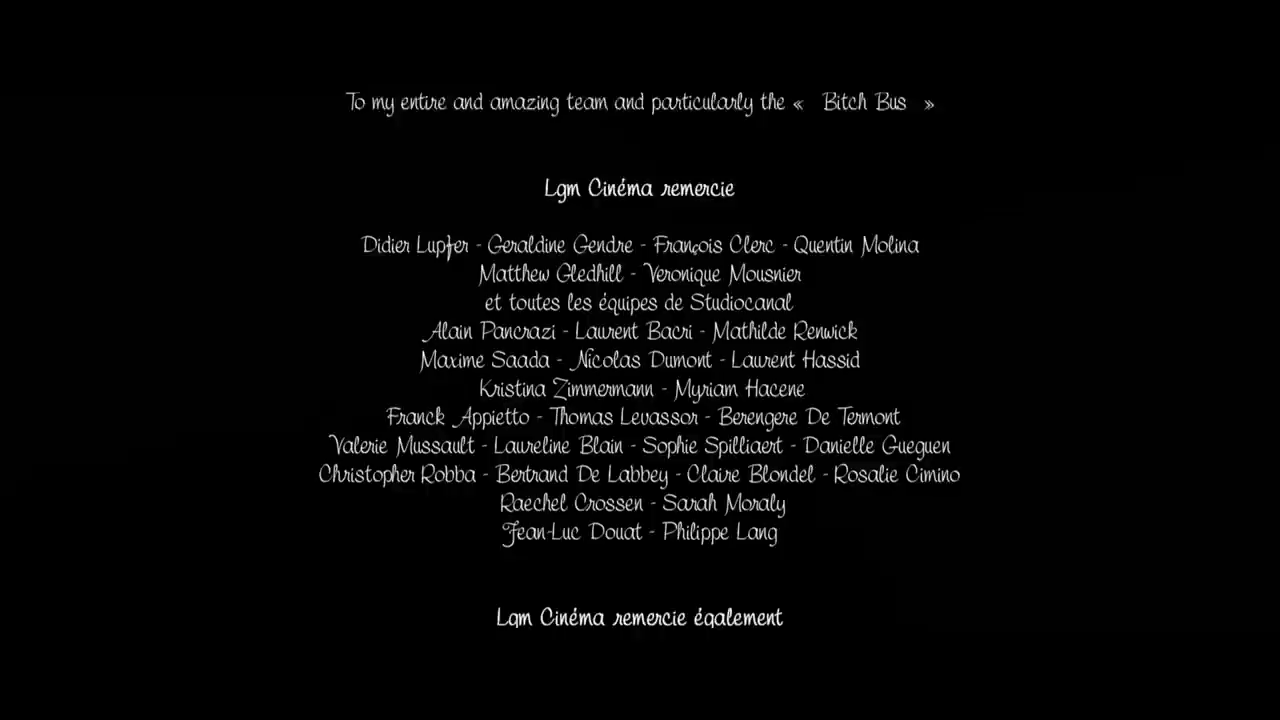 To my entire and amazing team and particularly the « Bitch Bus »
Lgm Cinéma remercie
Didier Lupfer - Geraldine Gendre - François Clerc - Quentin Molina
Matthew Gledhill - Veronique Mousnier
et toutes les équipes de Studiocanal
Alain Pancrazi - Laurent Bacri - Mathilde Renwick
Maxime Saada - Nicolas Dumont - Laurent Hassid
Kristina Zimmermann - Myriam Hacene
Franck Appietto - Thomas Levassor - Berengere De Termont
Valerie Mussault - Laureline Blain - Sophie Spilliaert - Danielle Gueguen
Christopher Robba - Bertrand De Labbey - Claire Blondel - Rosalie Cimino
Raechel Crossen - Sarah Moraly
Jean-Luc Douat - Philippe Lang
Lgm Cinéma remercie également